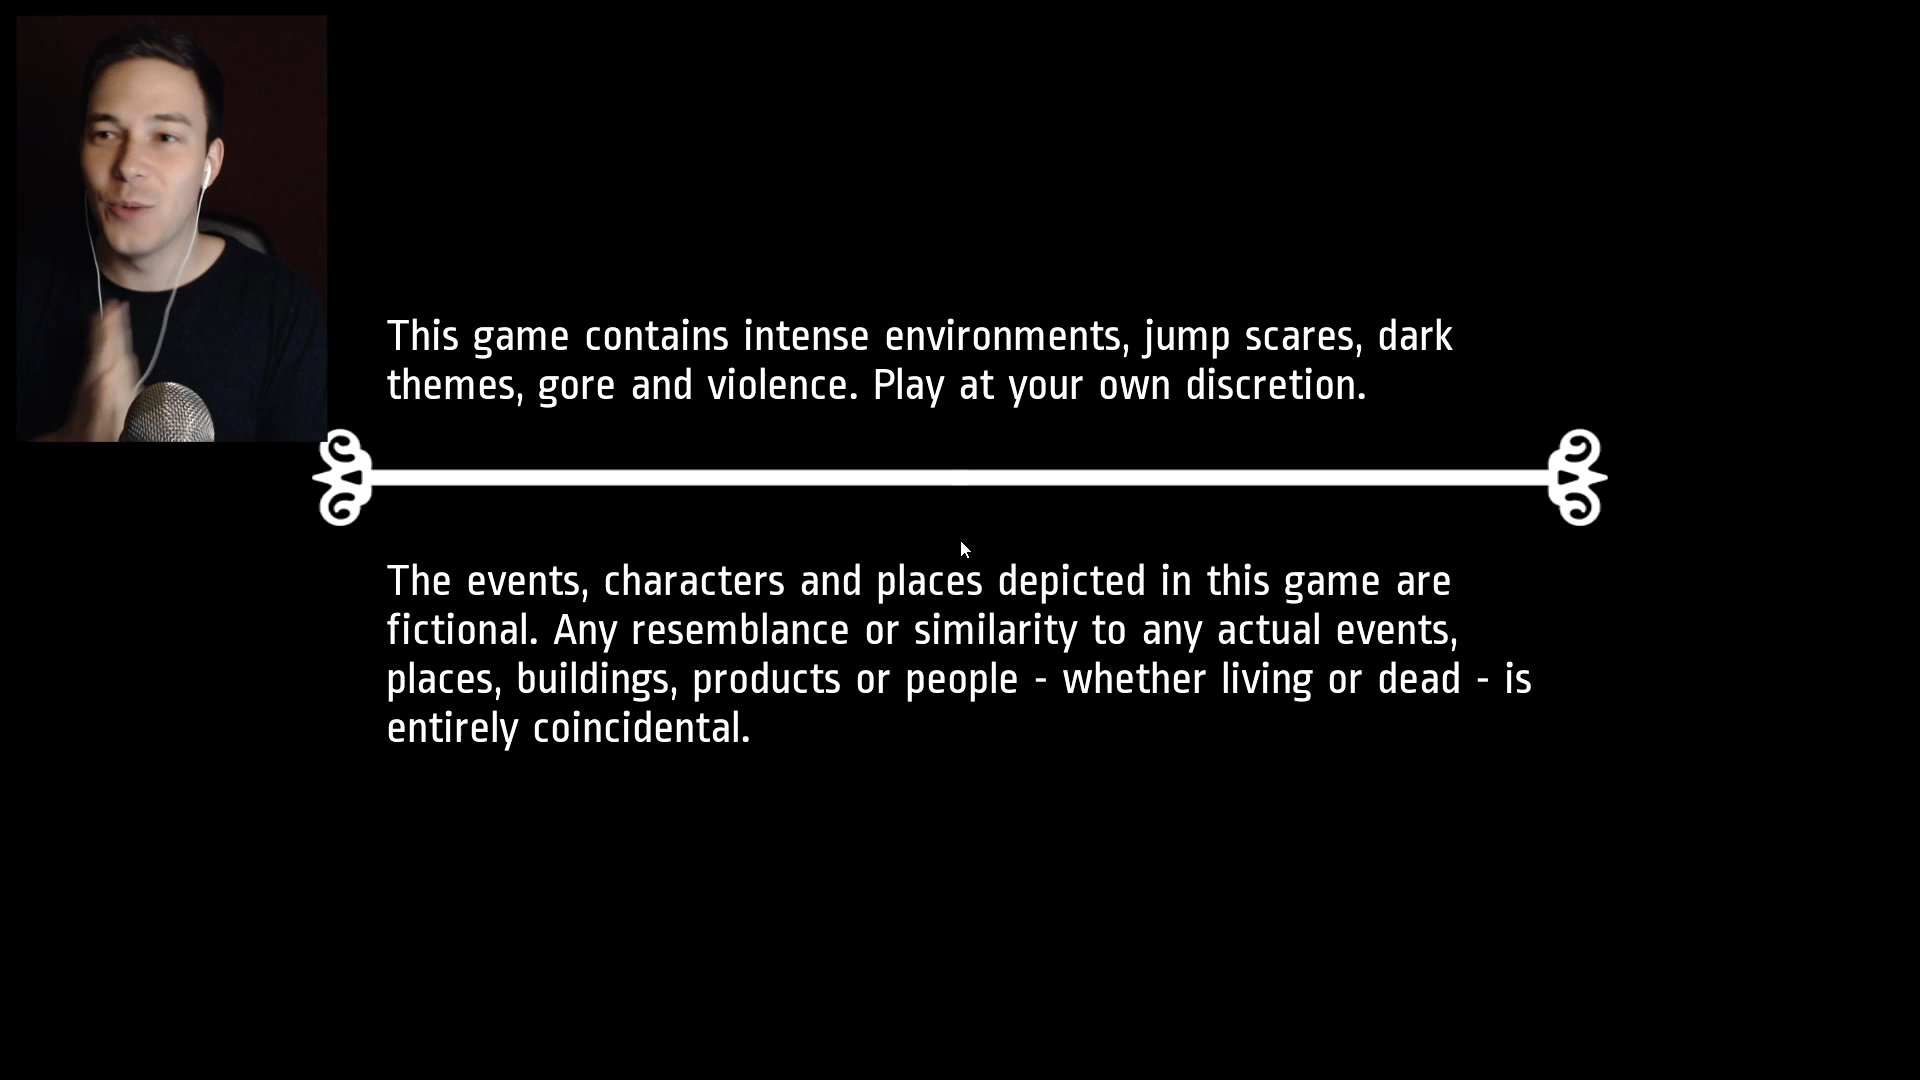 This game contains intense environments, jump scares, dark
themes, gore and violence. Play at your own discretion.
The events, characters and places depicted in this game are
fictional. Any resemblance or similarity to any actual events,
places, buildings, products or people - whether living or dead - is
entirely coincidental.